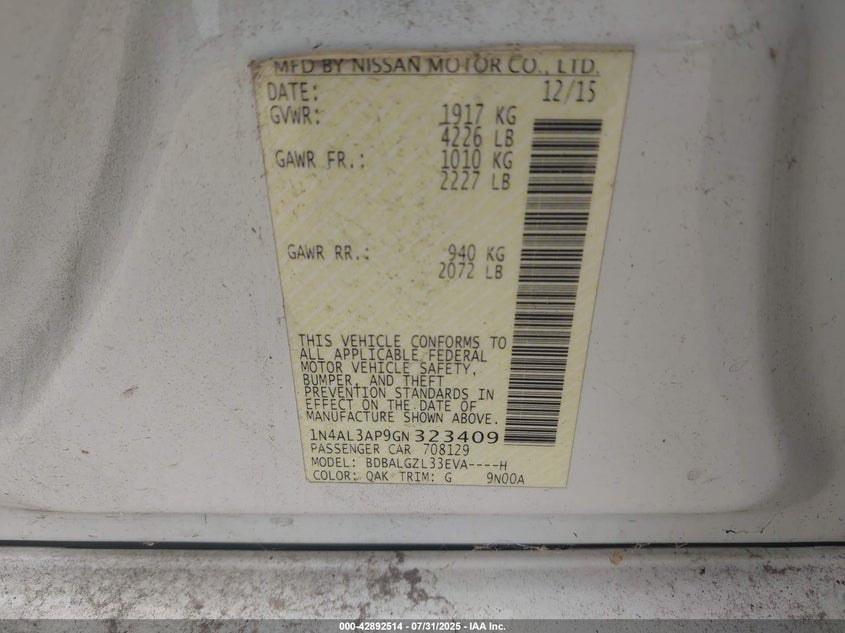 MFD BY NISSAN MOTOR CO., LTD.
DATE: 12/15
GVWR: 1917 KG
4226 LB
GAWR FR.: 1010 KG
2227 LB
GAWR RR.: 940 KG
2072 LB
THIS VEHICLE CONFORMS TO
ALL APPLICABLE FEDERAL
MOTOR VEHICLE SAFETY,
BUMPER, AND THEFT
PREVENTION STANDARDS IN
EFFECT ON THE DATE OF
MANUFACTURE SHOWN ABOVE.
1N4AL3AP9GN323409
PASSENGER CAR 708129
MODEL: BDBALGZL33EVA----H
COLOR: QAK TRIM: G 9N00A
000-42892514 - 07/31/2025 - IAA Inc.